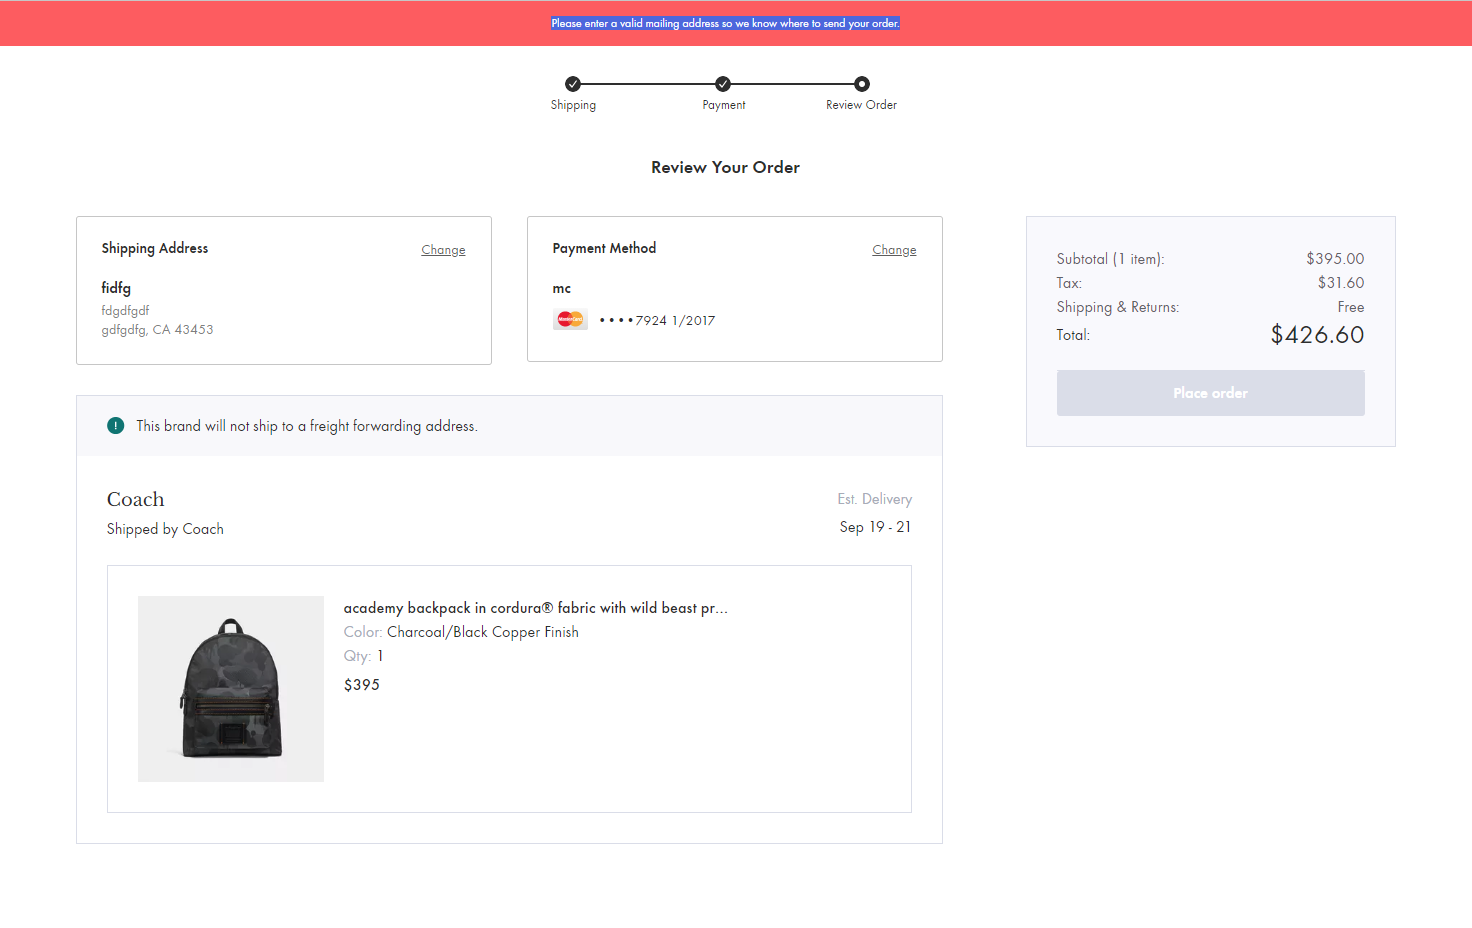 Please enter a valid mailing address so we know where to send your order.
Shipping
Payment
Review Order
Review Your Order
Shipping Address
Change
fidfg
fdgdfgdf
gdfgdfg, CA 43453
Payment Method
Change
mc
MasterCard
••••7924 1/2017
Subtotal (1 item): $395.00
Tax: $31.60
Shipping & Returns: Free
Total: $426.60
Place order
This brand will not ship to a freight forwarding address.
Coach
Shipped by Coach
Est. Delivery
Sep 19 - 21
academy backpack in cordura® fabric with wild beast pr...
Color: Charcoal/Black Copper Finish
Qty: 1
$395